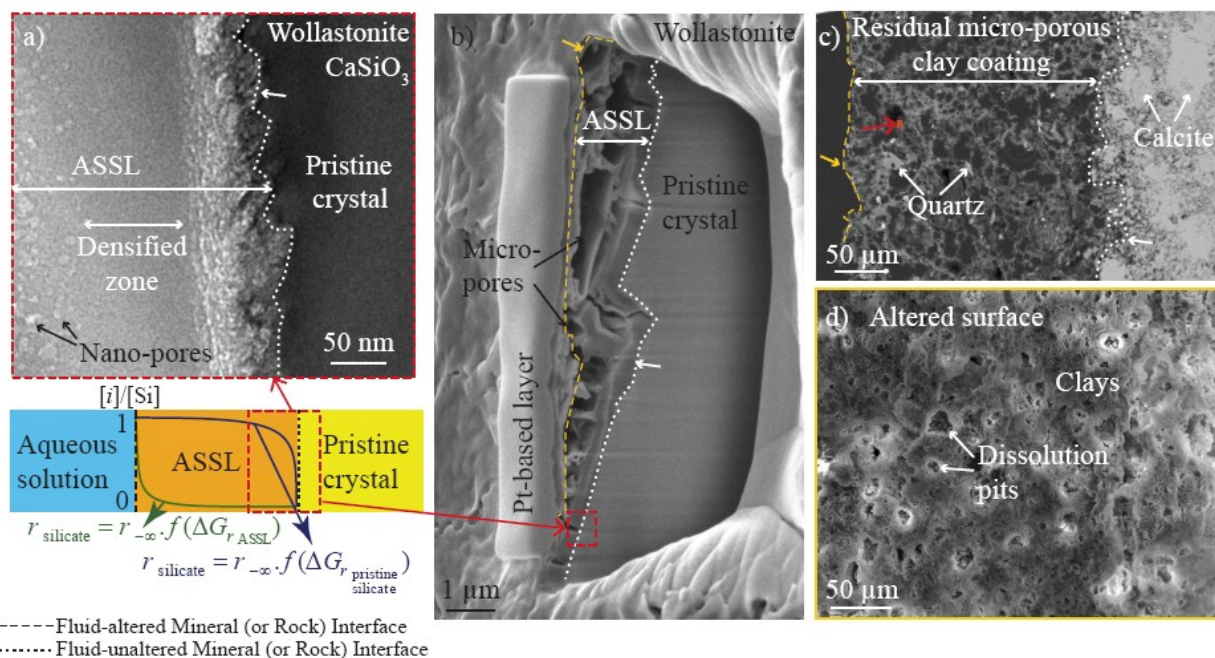 a)
Wollastonite
CaSiO₃
ASSL
Pristine
crystal
Densified
zone
Nano-pores
50 nm
[i]/[Si]
1
0
Aqueous
solution
ASSL
Pristine
crystal
r silicate = r −∞ . f(ΔG r ASSL)
r silicate = r −∞ . f(ΔG r pristine silicate)
Fluid-altered Mineral (or Rock) Interface
Fluid-unaltered Mineral (or Rock) Interface
b)
Wollastonite
ASSL
Pristine
crystal
Micro-
pores
Pt-based layer
1 µm
c)
Residual micro-porous
clay coating
Calcite
Quartz
50 µm
d)
Altered surface
Clays
Dissolution
pits
50 µm